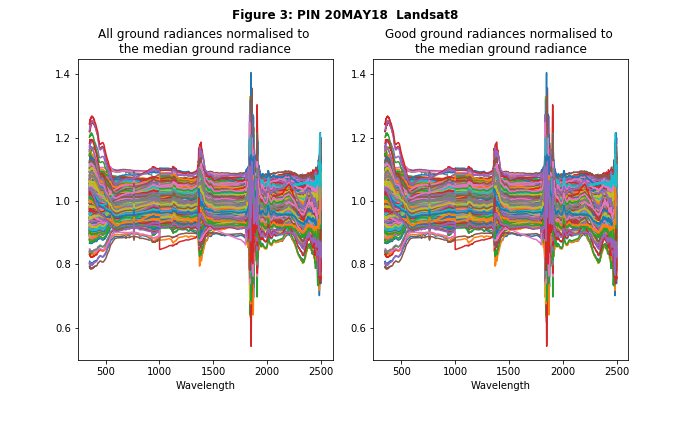 Figure 3: PIN 20MAY18  Landsat8
All ground radiances normalised to
the median ground radiance
1.4
1.2
1.0
0.8
0.6
500
1000
1500
2000
2500
Wavelength
Good ground radiances normalised to
the median ground radiance
1.4
1.2
1.0
0.8
0.6
500
1000
1500
2000
2500
Wavelength